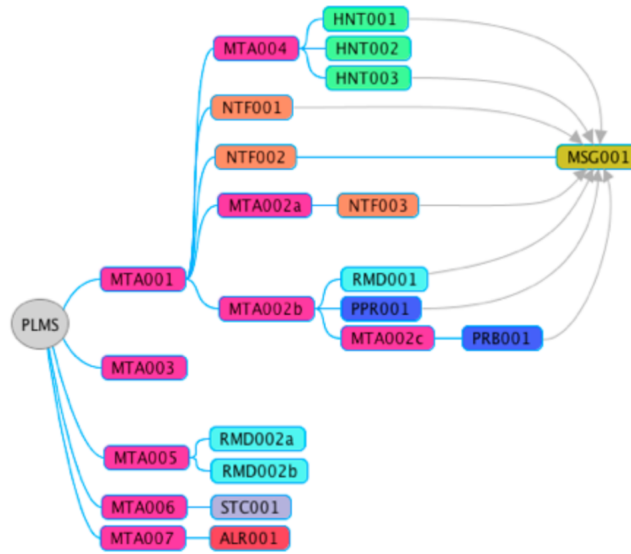 HNT001
MTA004
HNT002
HNT003
NTF001
NTF002
MSG001
MTA002a
NTF003
MTA001
RMD001
MTA002b
PPR001
PLMS
MTA002c
PRB001
MTA003
RMD002a
MTA005
RMD002b
MTA006
STC001
MTA007
ALR001